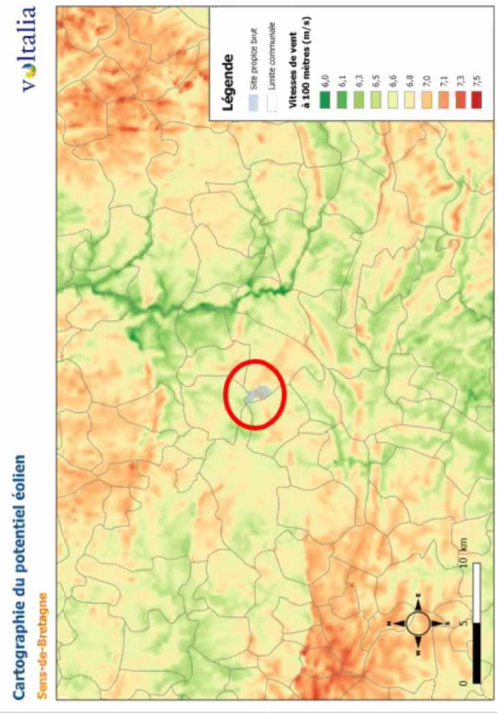 Cartographie du potentiel éolien
Sens-de-Bretagne
voltalia
Légende
Site propice brut
Limite communale
Vitesses de vent
à 100 mètres (m/s)
6,0
6,1
6,3
6,5
6,6
6,8
7,0
7,1
7,3
7,5
0 5 10 km